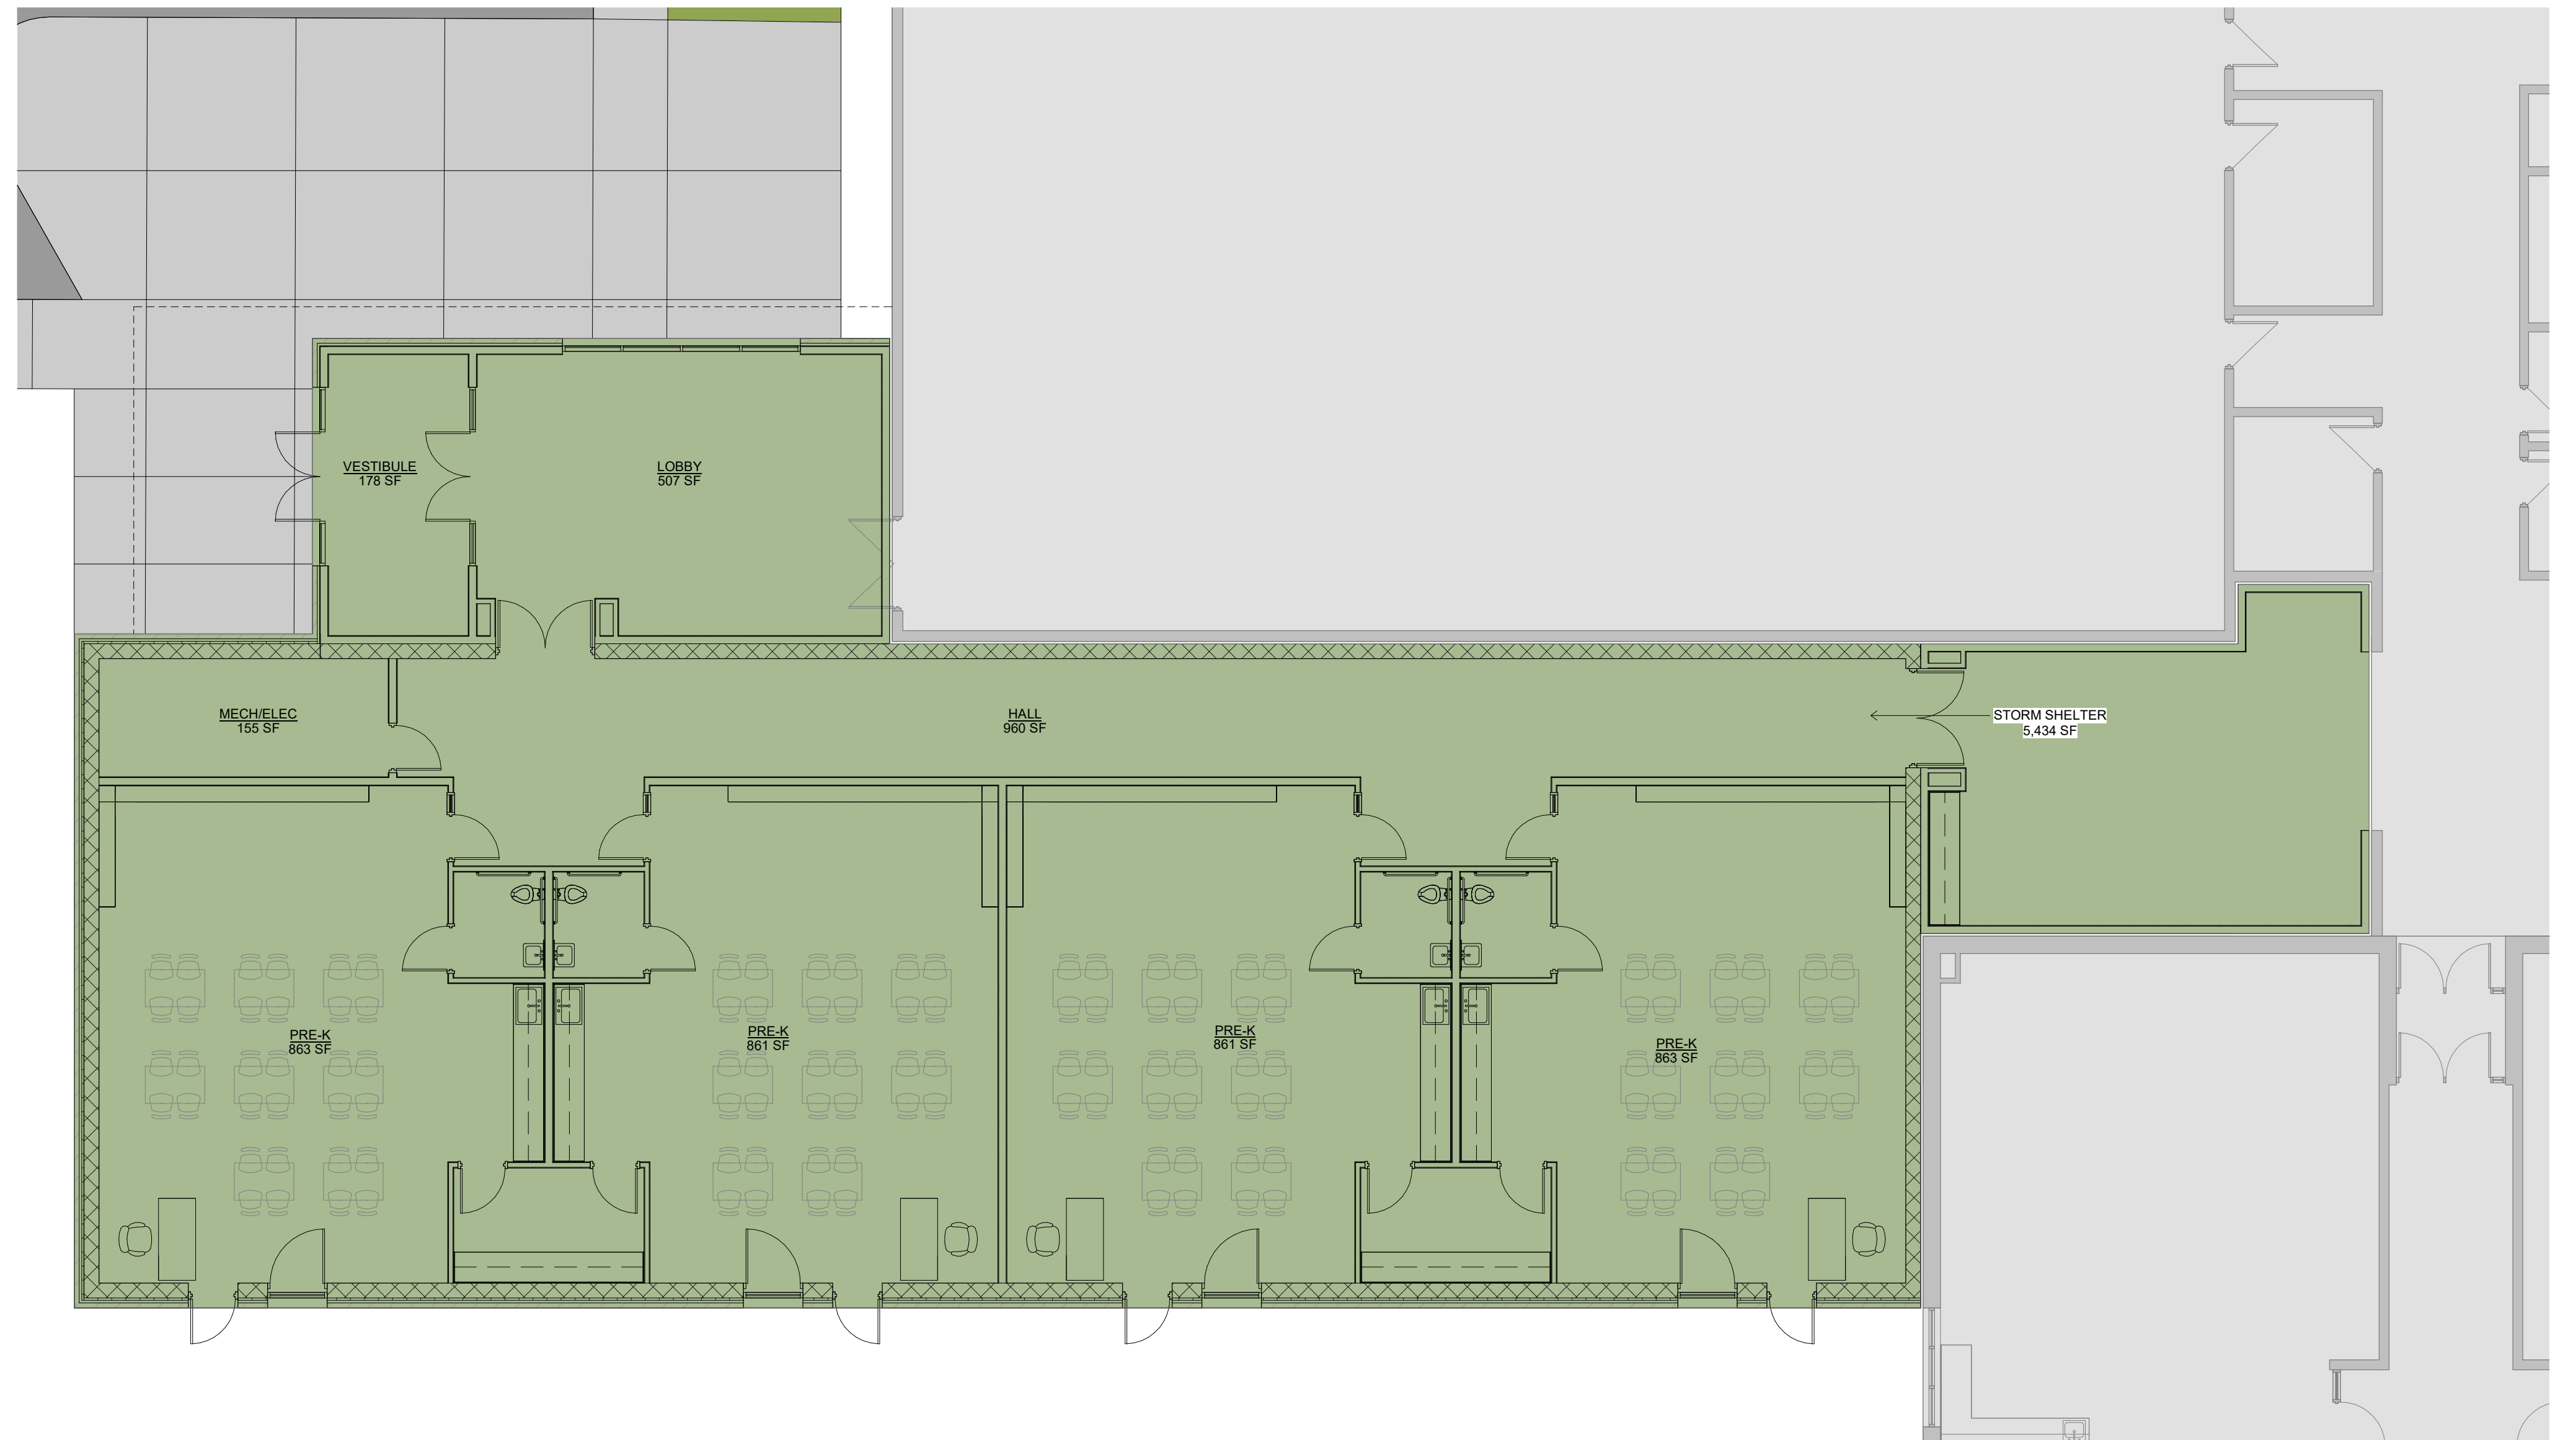 VESTIBULE
178 SF
LOBBY
507 SF
MECH/ELEC
155 SF
HALL
960 SF
STORM SHELTER
5,434 SF
PRE-K
863 SF
PRE-K
861 SF
PRE-K
861 SF
PRE-K
863 SF